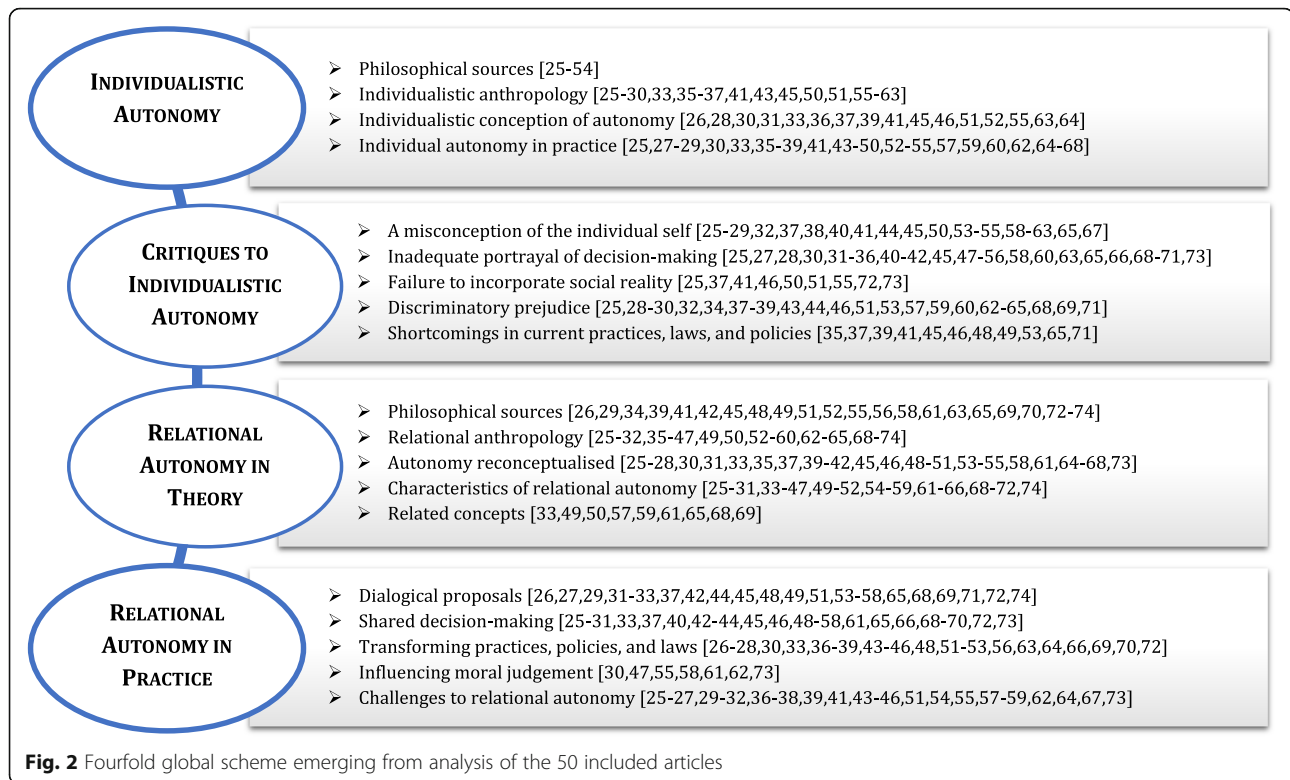 INDIVIDUALISTIC
AUTONOMY
➤ Philosophical sources [25-54]
➤ Individualistic anthropology [25-30,33,35-37,41,43,45,50,51,55-63]
➤ Individualistic conception of autonomy [26,28,30,31,33,36,37,39,41,45,46,51,52,55,63,64]
➤ Individual autonomy in practice [25,27-29,30,33,35-39,41,43-50,52-55,57,59,60,62,64-68]
CRITIQUES TO
INDIVIDUALISTIC
AUTONOMY
➤ A misconception of the individual self [25-29,32,37,38,40,41,44,45,50,53-55,58-63,65,67]
➤ Inadequate portrayal of decision-making [25,27,28,30,31-36,40-42,45,47-56,58,60,63,65,66,68-71,73]
➤ Failure to incorporate social reality [25,37,41,46,50,51,55,72,73]
➤ Discriminatory prejudice [25,28-30,32,34,37-39,43,44,46,51,53,57,59,60,62-65,68,69,71]
➤ Shortcomings in current practices, laws, and policies [35,37,39,41,45,46,48,49,53,65,71]
RELATIONAL
AUTONOMY IN
THEORY
➤ Philosophical sources [26,29,34,39,41,42,45,48,49,51,52,55,56,58,61,63,65,69,70,72-74]
➤ Relational anthropology [25-32,35-47,49,50,52-60,62-65,68-74]
➤ Autonomy reconceptualised [25-28,30,31,33,35,37,39-42,45,46,48-51,53-55,58,61,64-68,73]
➤ Characteristics of relational autonomy [25-31,33-47,49-52,54-59,61-66,68-72,74]
➤ Related concepts [33,49,50,57,59,61,65,68,69]
RELATIONAL
AUTONOMY IN
PRACTICE
➤ Dialogical proposals [26,27,29,31-33,37,42,44,45,48,49,51,53-58,65,68,69,71,72,74]
➤ Shared decision-making [25-31,33,37,40,42-44,45,46,48-58,61,65,66,68-70,72,73]
➤ Transforming practices, policies, and laws [26-28,30,33,36-39,43-46,48,51-53,56,63,64,66,69,70,72]
➤ Influencing moral judgement [30,47,55,58,61,62,73]
➤ Challenges to relational autonomy [25-27,29-32,36-38,39,41,43-46,51,54,55,57-59,62,64,67,73]
Fig. 2 Fourfold global scheme emerging from analysis of the 50 included articles